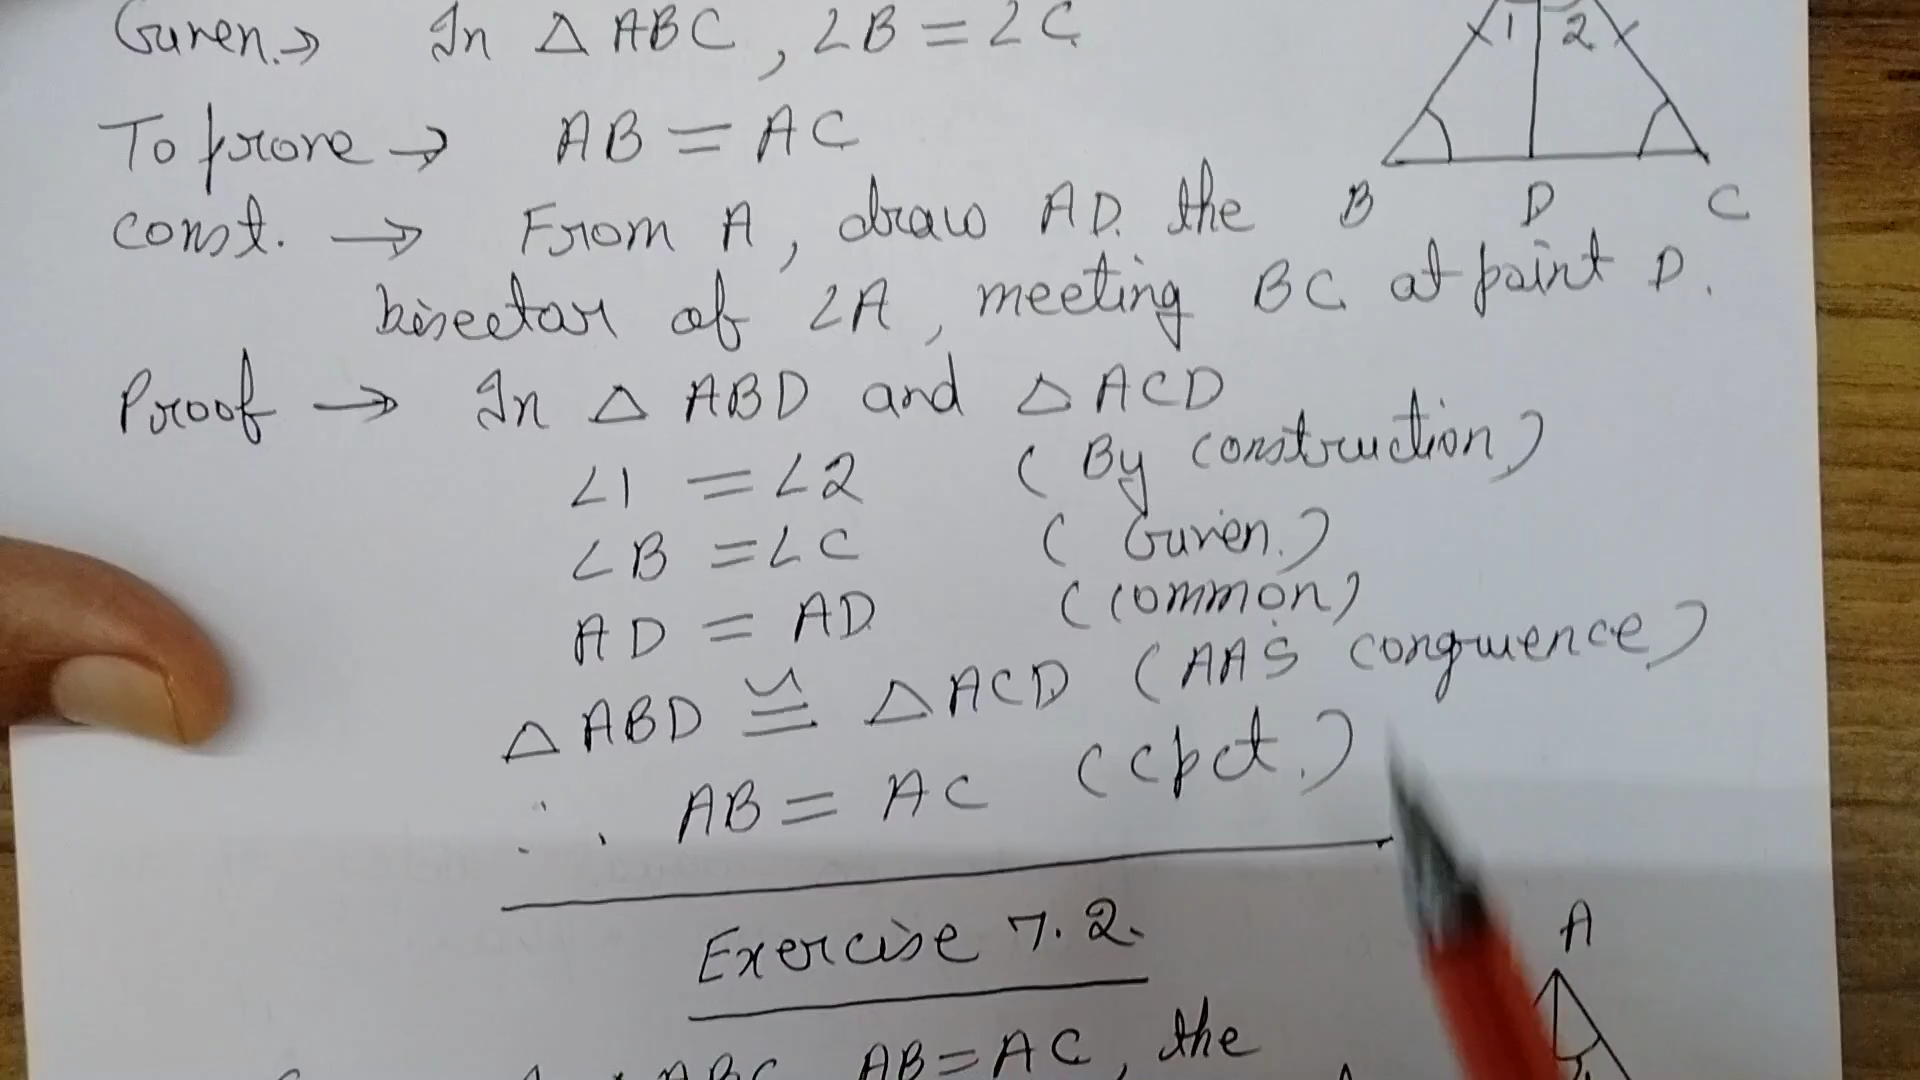 Given. → In △ ABC, ∠B = ∠C
To prove → AB = AC
const. → From A, draw AD. the
bisector of ∠A, meeting BC at point D.
Proof → In △ ABD and △ ACD
∠1 = ∠2 (By construction)
∠B = ∠C (Given.)
AD = AD (common)
△ ABD ≅ △ ACD (AAS congruence)
∴ AB = AC (cpct.)
Exercise 7.2.
ABC AB = AC, the
1 2
B D C
A